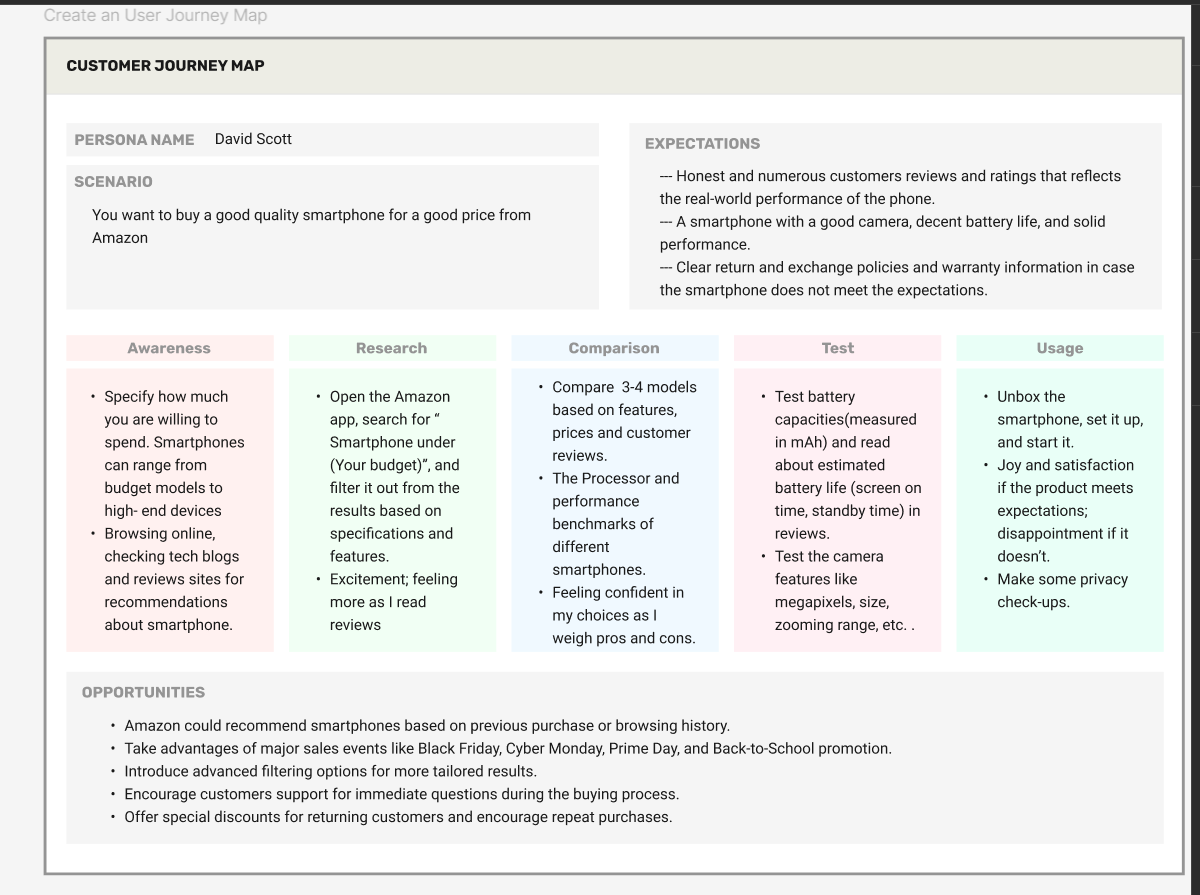 Create an User Journey Map
CUSTOMER JOURNEY MAP
PERSONA NAME David Scott
SCENARIO
You want to buy a good quality smartphone for a good price from
Amazon
EXPECTATIONS
--- Honest and numerous customers reviews and ratings that reflects
the real-world performance of the phone.
--- A smartphone with a good camera, decent battery life, and solid
performance.
--- Clear return and exchange policies and warranty information in case
the smartphone does not meet the expectations.
Awareness
• Specify how much
you are willing to
spend. Smartphones
can range from
budget models to
high- end devices
• Browsing online,
checking tech blogs
and reviews sites for
recommendations
about smartphone.
Research
• Open the Amazon
app, search for “
Smartphone under
(Your budget)”, and
filter it out from the
results based on
specifications and
features.
• Excitement; feeling
more as I read
reviews
Comparison
• Compare  3-4 models
based on features,
prices and customer
reviews.
• The Processor and
performance
benchmarks of
different
smartphones.
• Feeling confident in
my choices as I
weigh pros and cons.
Test
• Test battery
capacities(measured
in mAh) and read
about estimated
battery life (screen on
time, standby time) in
reviews.
• Test the camera
features like
megapixels, size,
zooming range, etc. .
Usage
• Unbox the
smartphone, set it up,
and start it.
• Joy and satisfaction
if the product meets
expectations;
disappointment if it
doesn’t.
• Make some privacy
check-ups.
OPPORTUNITIES
• Amazon could recommend smartphones based on previous purchase or browsing history.
• Take advantages of major sales events like Black Friday, Cyber Monday, Prime Day, and Back-to-School promotion.
• Introduce advanced filtering options for more tailored results.
• Encourage customers support for immediate questions during the buying process.
• Offer special discounts for returning customers and encourage repeat purchases.